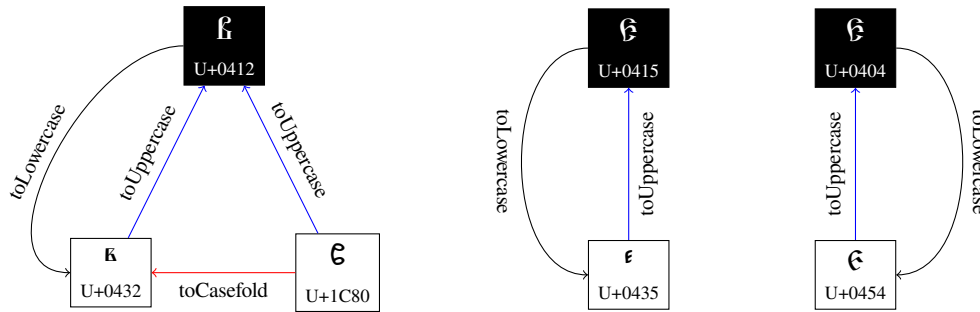 В
U+0412
Е
U+0415
Є
U+0404
toLowercase
toUppercase
toUppercase
toLowercase
toUppercase
toUppercase
toLowercase
в
U+0432
toCasefold
ᲀ
U+1C80
е
U+0435
є
U+0454